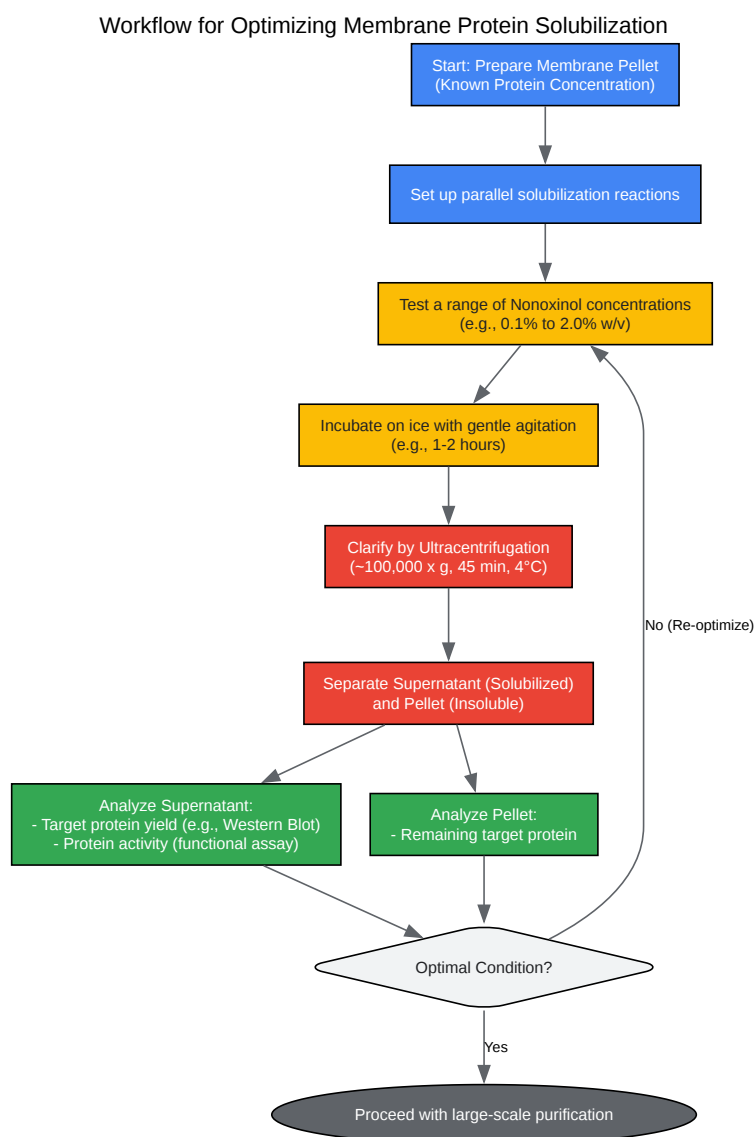 Workflow for Optimizing Membrane Protein Solubilization
Start: Prepare Membrane Pellet
(Known Protein Concentration)
Set up parallel solubilization reactions
Test a range of Nonoxinol concentrations
(e.g., 0.1% to 2.0% w/v)
Incubate on ice with gentle agitation
(e.g., 1-2 hours)
Clarify by Ultracentrifugation
(~100,000 x g, 45 min, 4°C)
No (Re-optimize)
Separate Supernatant (Solubilized)
and Pellet (Insoluble)
Analyze Supernatant:
- Target protein yield (e.g., Western Blot)
- Protein activity (functional assay)
Analyze Pellet:
- Remaining target protein
Optimal Condition?
Yes
Proceed with large-scale purification